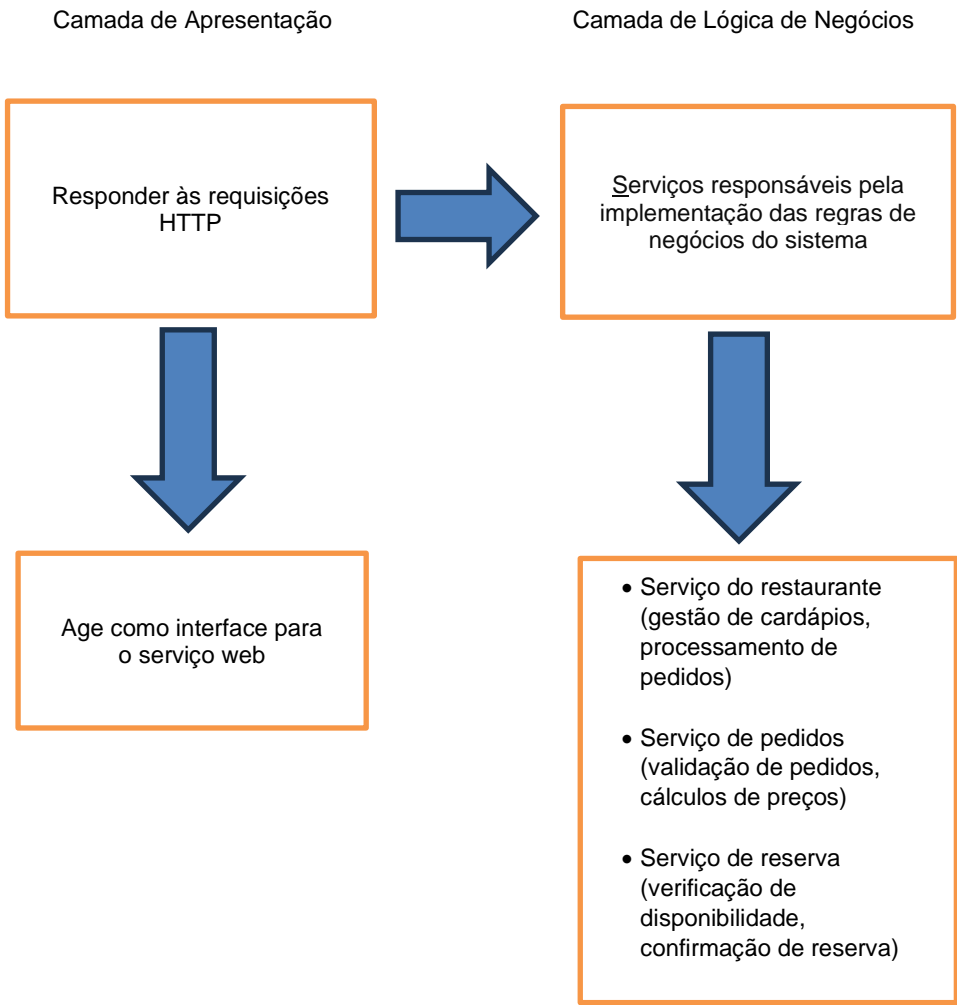 Camada de Apresentação
Camada de Lógica de Negócios
Responder às requisições
HTTP
Serviços responsáveis pela
implementação das regras de
negócios do sistema
Age como interface para
o serviço web
• Serviço do restaurante
(gestão de cardápios,
processamento de
pedidos)
• Serviço de pedidos
(validação de pedidos,
cálculos de preços)
• Serviço de reserva
(verificação de
disponibilidade,
confirmação de reserva)